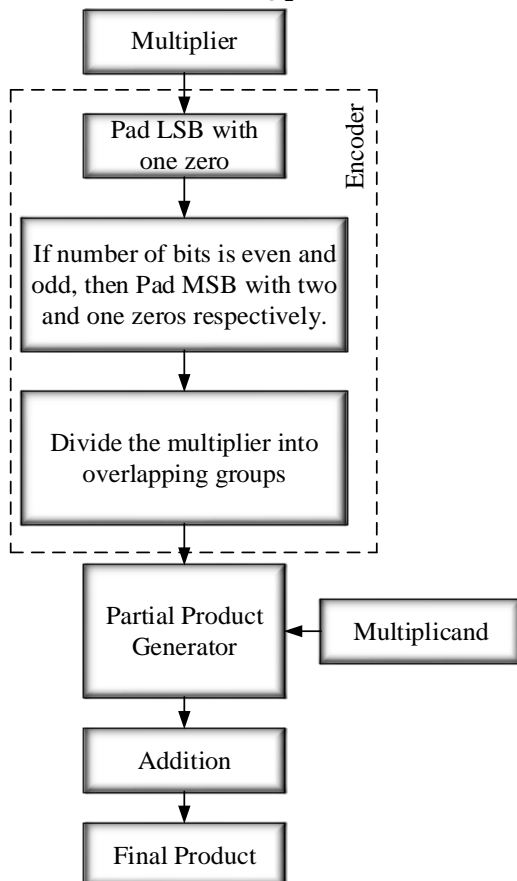 Multiplier
Pad LSB with
one zero
Encoder
If number of bits is even and
odd, then Pad MSB with two
and one zeros respectively.
Divide the multiplier into
overlapping groups
Partial Product
Generator
Multiplicand
Addition
Final Product